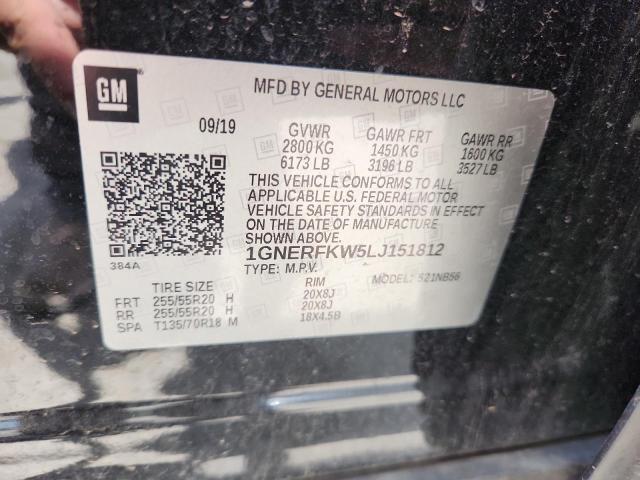 GM
MFD BY GENERAL MOTORS LLC
09/19
GVWR GAWR FRT GAWR RR
2800 KG 1450 KG 1600 KG
6173 LB 3196 LB 3527 LB
THIS VEHICLE CONFORMS TO ALL
APPLICABLE U.S. FEDERAL MOTOR
VEHICLE SAFETY STANDARDS IN EFFECT
ON THE DATE OF MANUFACTURE
SHOWN ABOVE.
1GNERFKW5LJ151812
384A
TYPE: M.P.V. MODEL: 521NB56
TIRE SIZE RIM
FRT 255/55R20 H 20X8J
RR 255/55R20 H 20X8J
SPA T135/70R18 M 18X4.5B